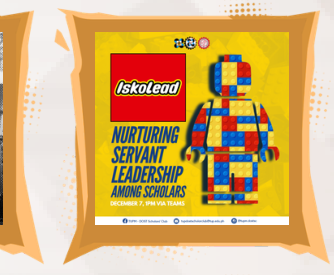 IskoLead
NURTURING
SERVANT
LEADERSHIP
AMONG SCHOLARS
DECEMBER 7, 1PM VIA TEAMS